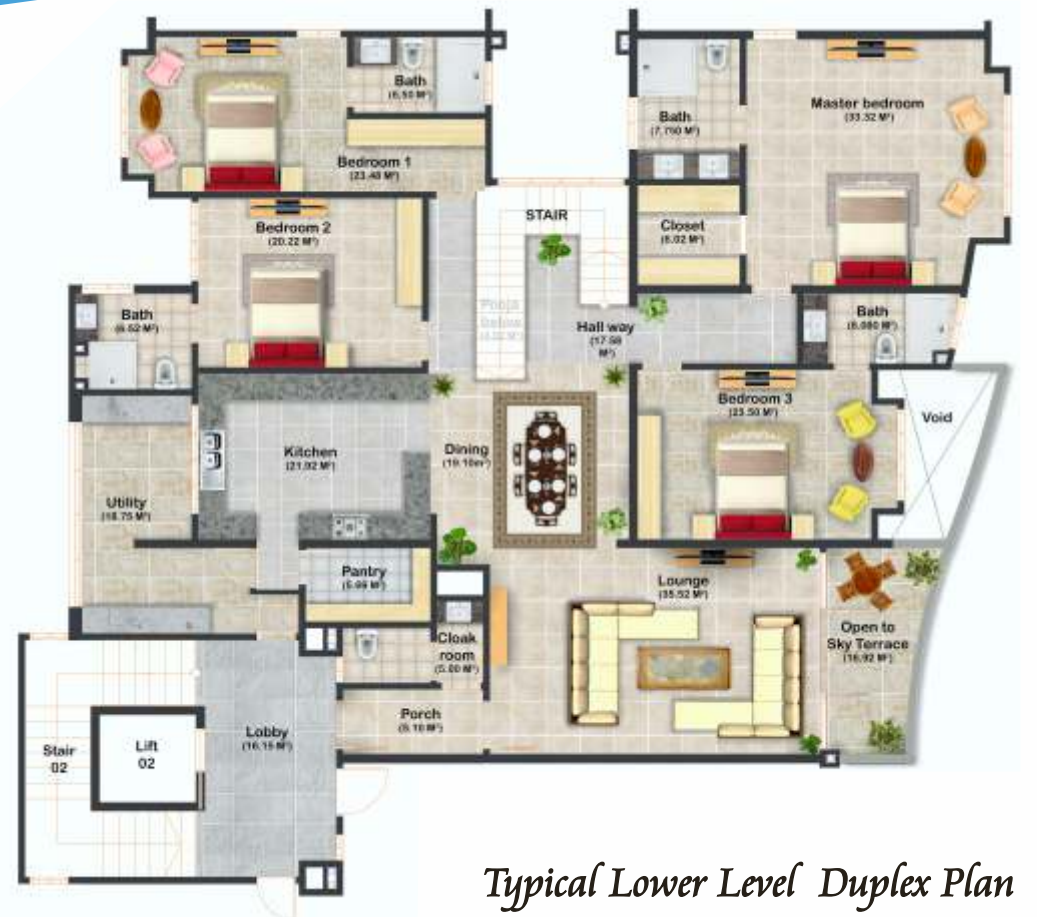 Bath
(6.50 M²)
Bedroom 1
(23.48 M²)
Bath
(7.760 M²)
Master bedroom
(33.32 M²)
Bedroom 2
(20.22 M²)
STAIR
Closet
(6.02 M²)
Bath
(6.52 M²)
Pooja
below
Hall way
(17.58
M²)
Bath
(6.080 M²)
Bedroom 3
(23.50 M²)
Void
Kitchen
(21.92 M²)
Dining
(19.10m²)
Utility
(18.75 M²)
Pantry
(5.66 M²)
Lounge
(35.52 M²)
Open to
Sky Terrace
(16.92 M²)
Cloak
room
(5.00 M²)
Porch
(6.10 M²)
Lobby
(16.15 M²)
Stair
02
Lift
02
Typical Lower Level Duplex Plan